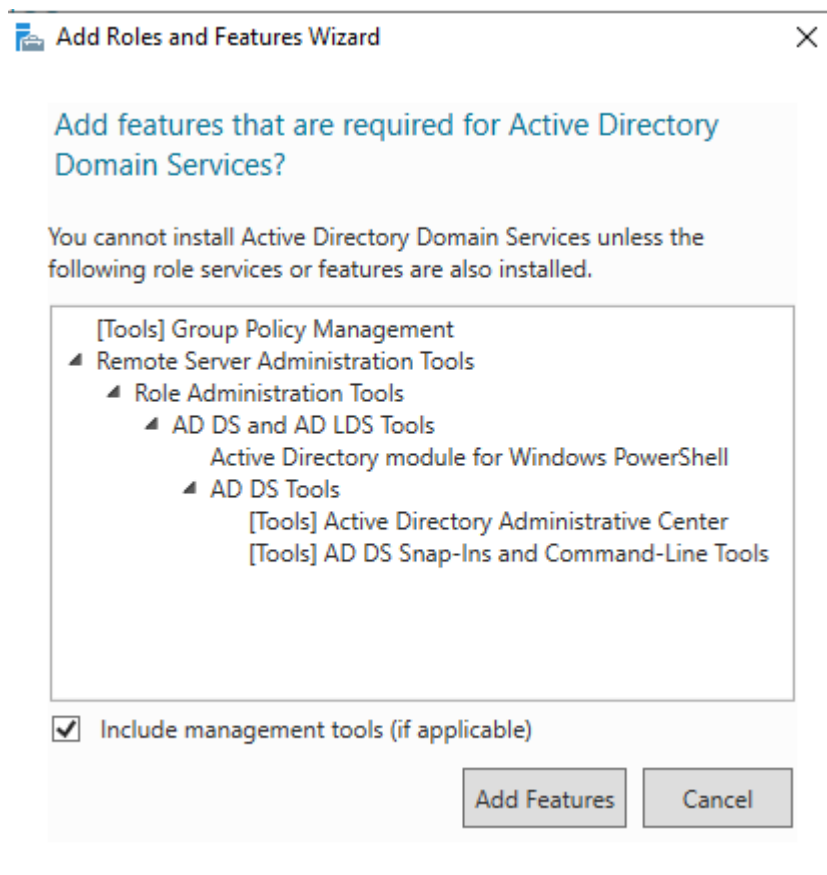 Add Roles and Features Wizard
Add features that are required for Active Directory
Domain Services?
You cannot install Active Directory Domain Services unless the
following role services or features are also installed.
[Tools] Group Policy Management
Remote Server Administration Tools
Role Administration Tools
AD DS and AD LDS Tools
Active Directory module for Windows PowerShell
AD DS Tools
[Tools] Active Directory Administrative Center
[Tools] AD DS Snap-Ins and Command-Line Tools
Include management tools (if applicable)
Add Features
Cancel